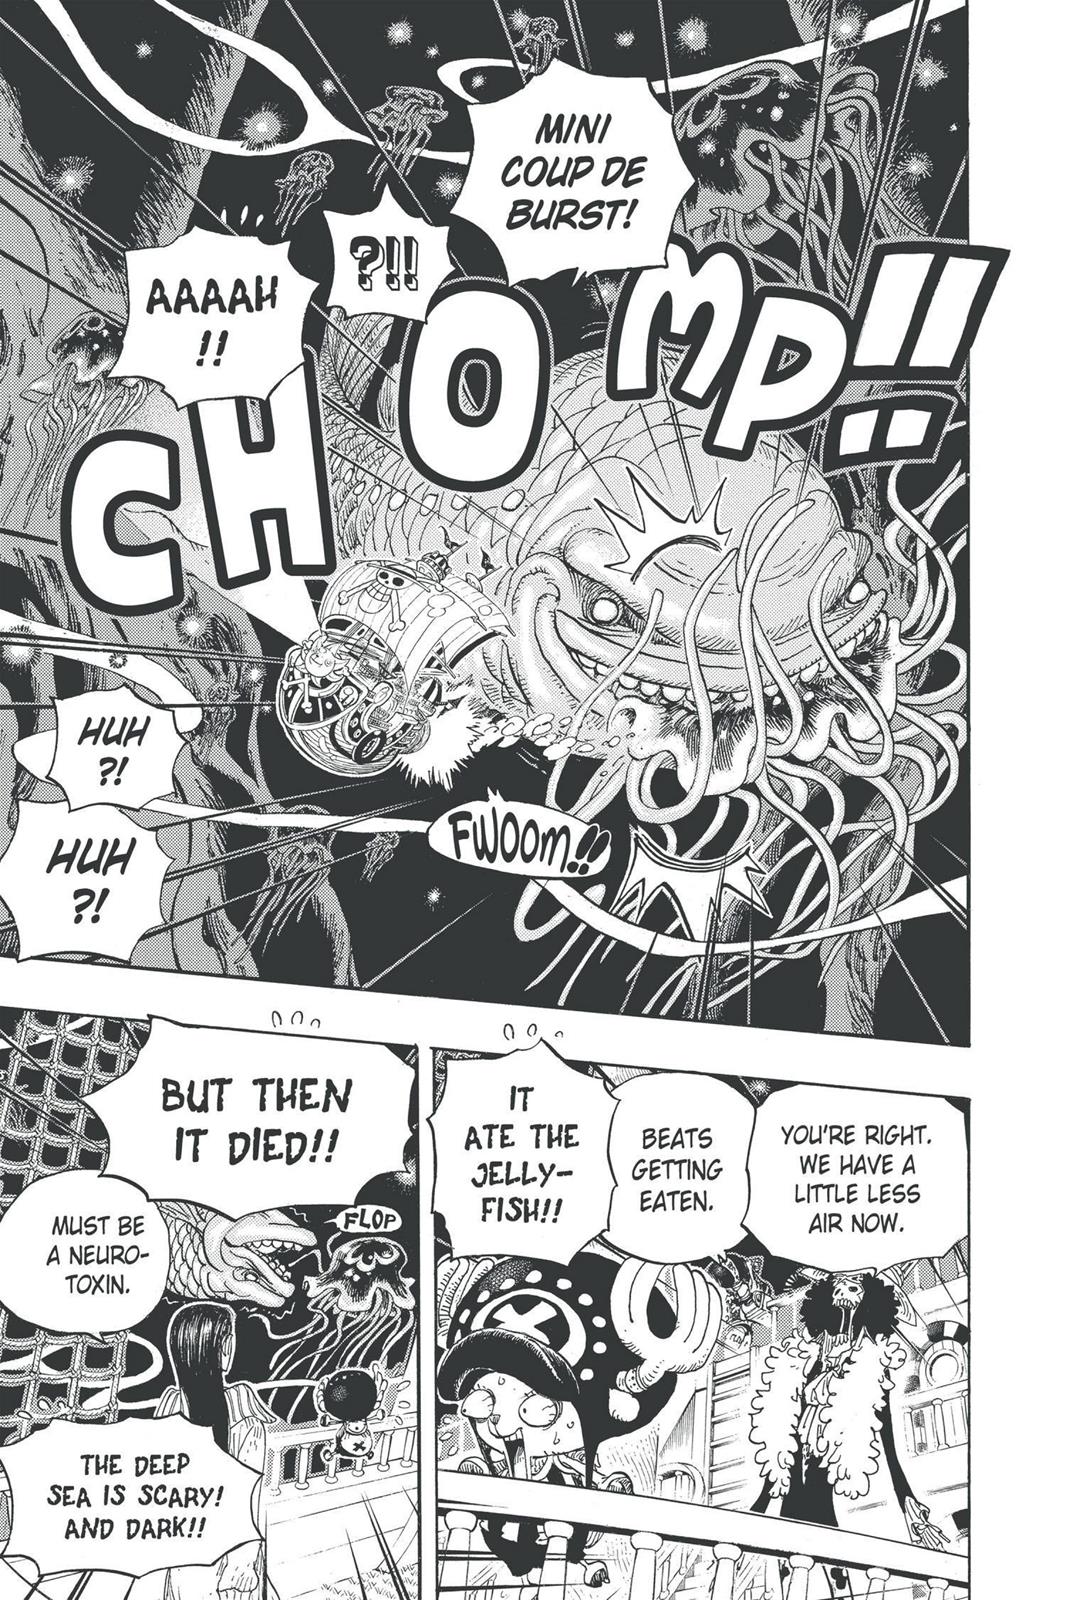 MINI
COUP DE
BURST!
?!!
AAAAH
!!
CHOMP!!
HUH
?!
HUH
?!
FWOOM!!
YOU'RE RIGHT.
WE HAVE A
LITTLE LESS
AIR NOW.
BEATS
GETTING
EATEN.
IT
ATE THE
JELLY-
FISH!!
BUT THEN
IT DIED!!
FLOP
MUST BE
A NEURO-
TOXIN.
THE DEEP
SEA IS SCARY!
AND DARK!!